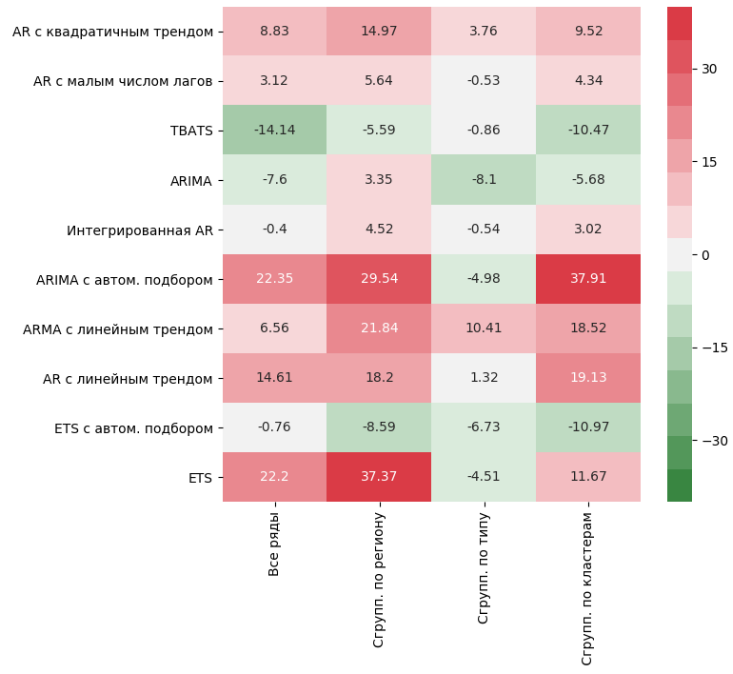 AR с квадратичным трендом 8.83 14.97 3.76 9.52
AR с малым числом лагов 3.12 5.64 -0.53 4.34
TBATS -14.14 -5.59 -0.86 -10.47
ARIMA -7.6 3.35 -8.1 -5.68
Интегрированная AR -0.4 4.52 -0.54 3.02
ARIMA с автом. подбором 22.35 29.54 -4.98 37.91
ARMA с линейным трендом 6.56 21.84 10.41 18.52
AR с линейным трендом 14.61 18.2 1.32 19.13
ETS с автом. подбором -0.76 -8.59 -6.73 -10.97
ETS 22.2 37.37 -4.51 11.67
Все ряды
Сгрупп. по региону
Сгрупп. по типу
Сгрупп. по кластерам
30
15
0
−15
−30